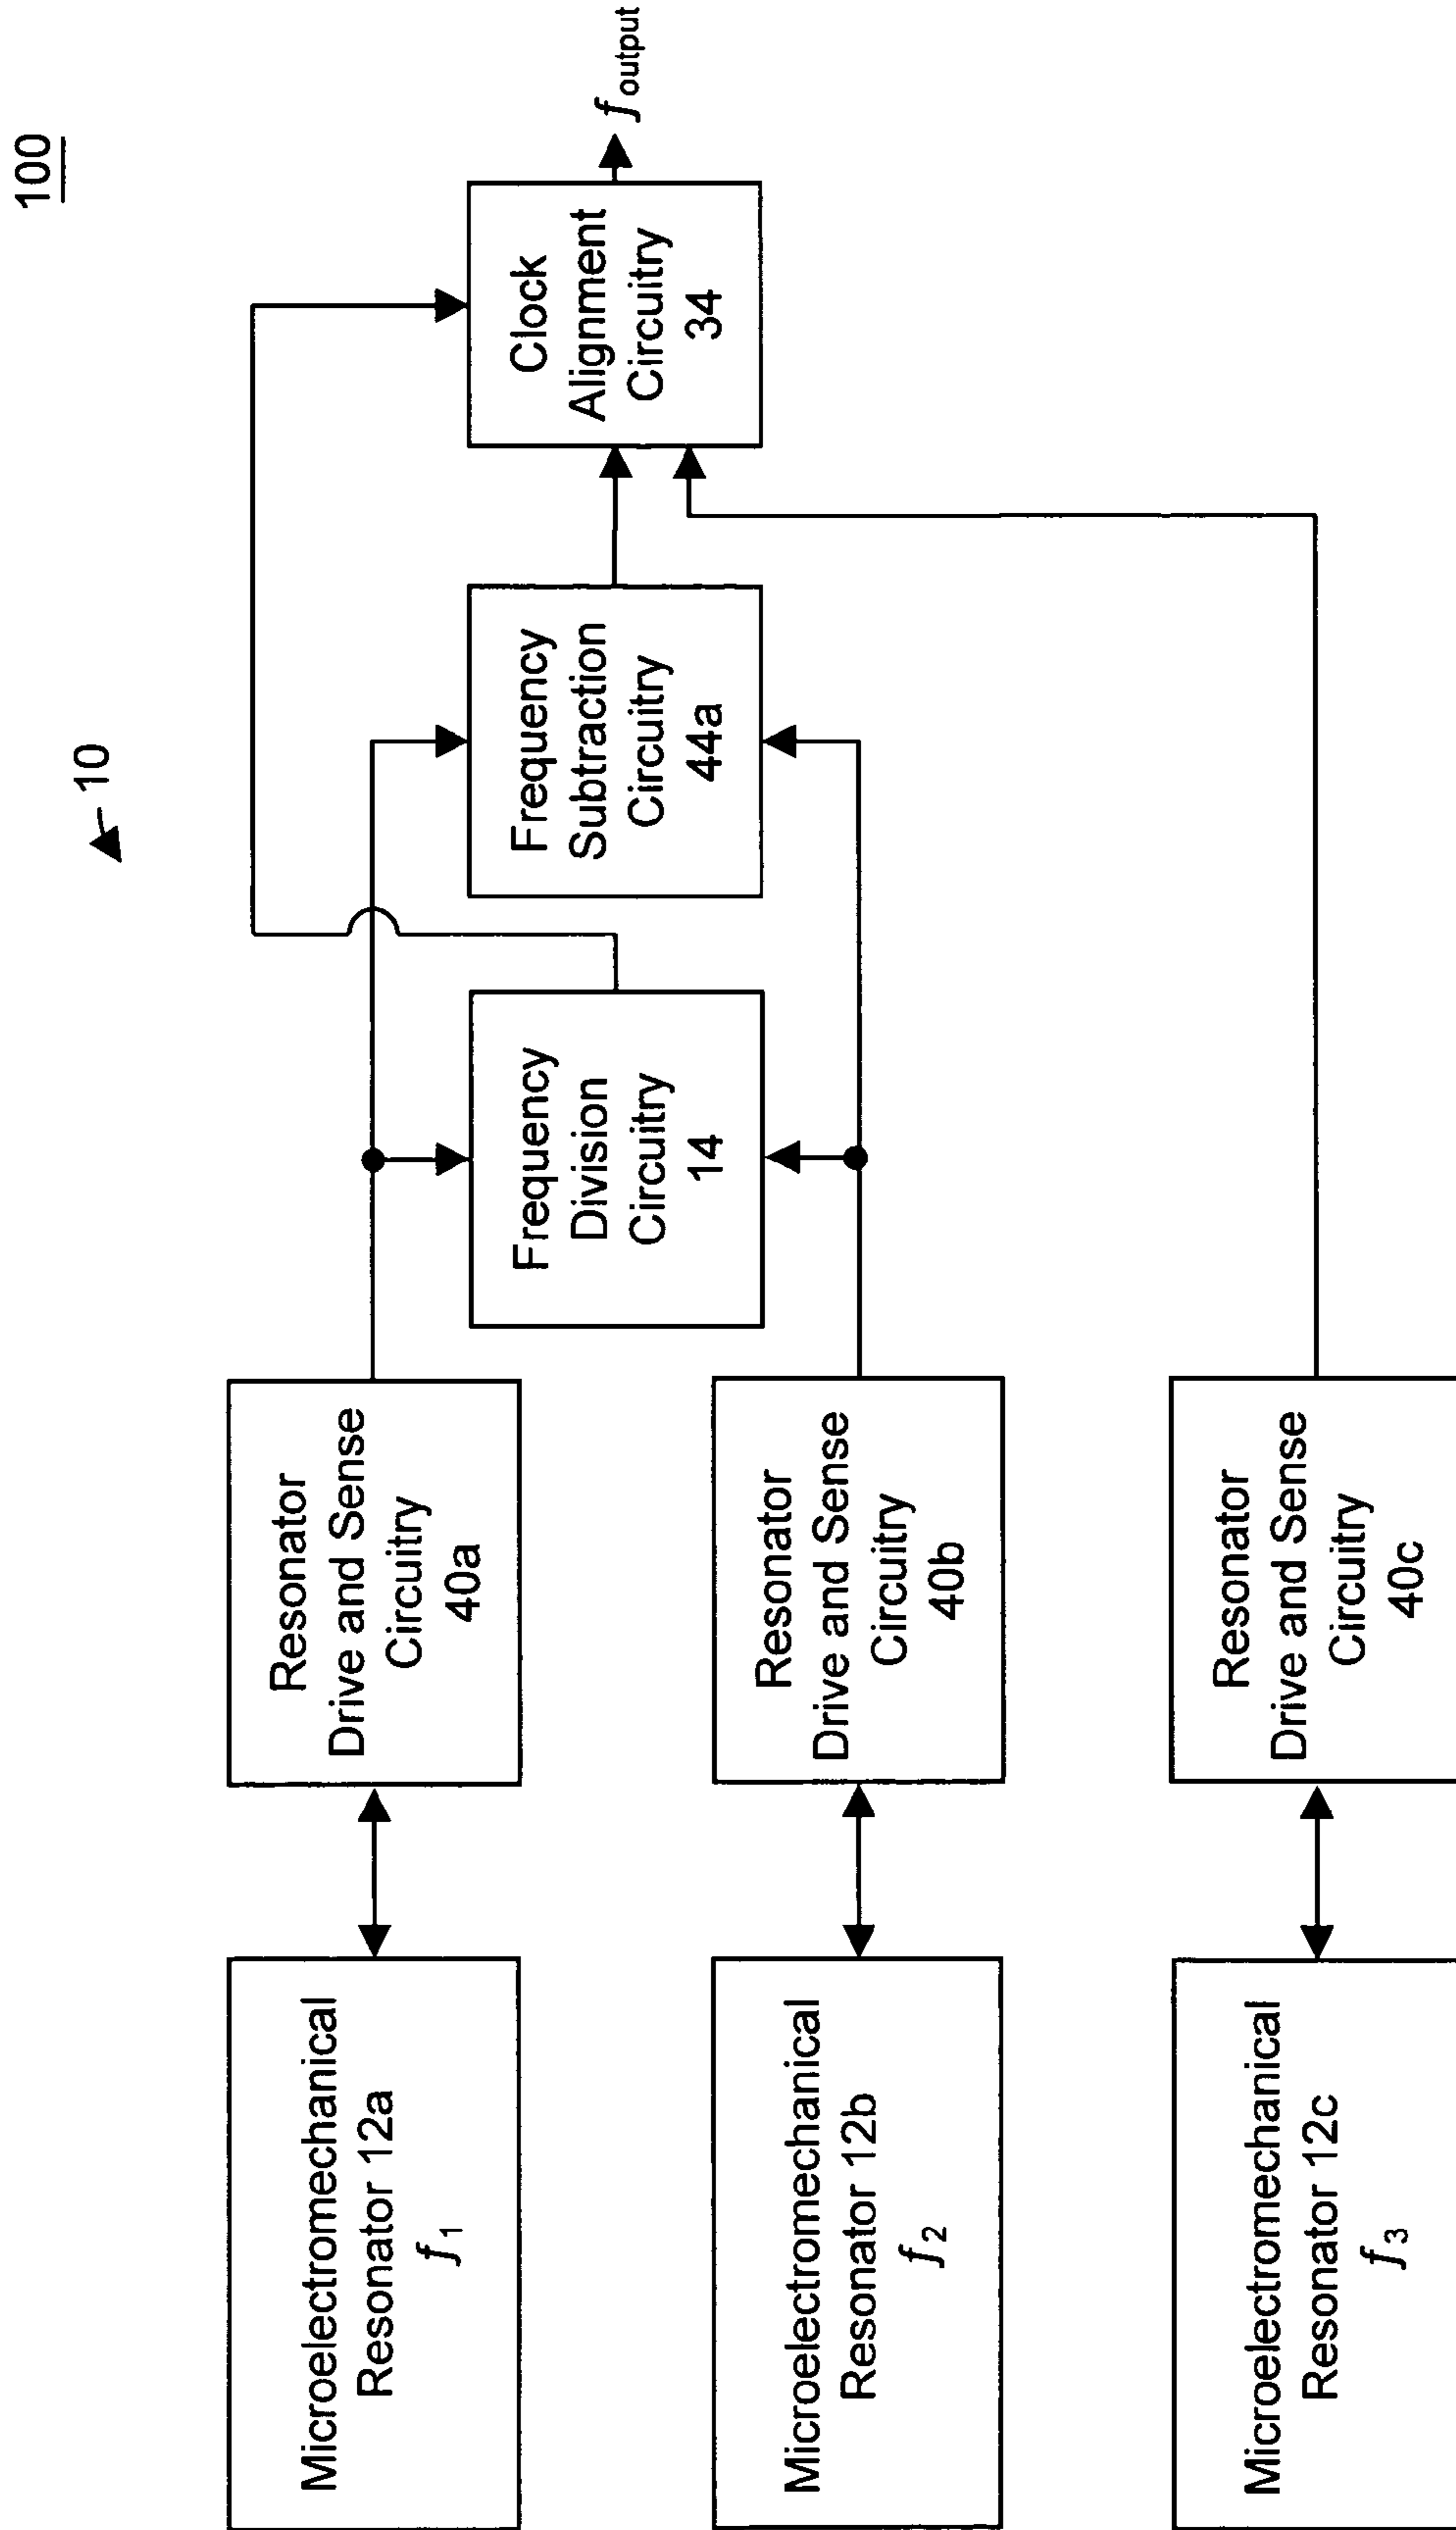 100
10
Microelectromechanical
Resonator 12a
f1
Resonator
Drive and Sense
Circuitry
40a
Frequency
Division
Circuitry
14
Frequency
Subtraction
Circuitry
44a
Clock
Alignment
Circuitry
34
foutput
Microelectromechanical
Resonator 12b
f2
Resonator
Drive and Sense
Circuitry
40b
Microelectromechanical
Resonator 12c
f3
Resonator
Drive and Sense
Circuitry
40c